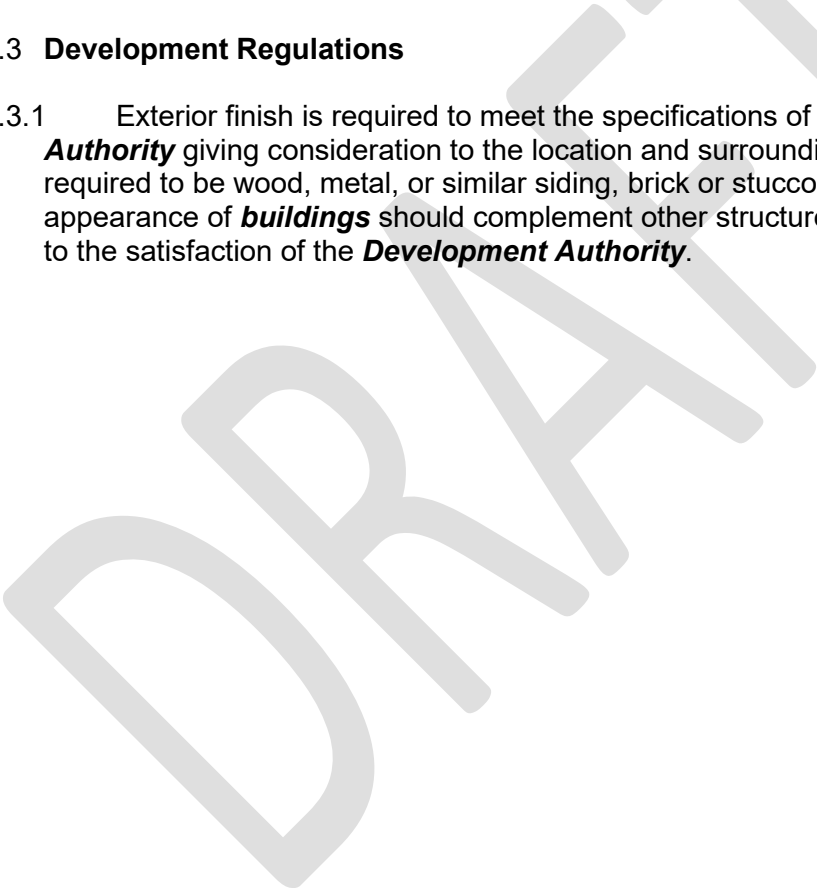 .3 Development Regulations
.3.1 Exterior finish is required to meet the specifications of
Authority giving consideration to the location and
required to be wood, metal, or similar siding, brick or stucco
appearance of buildings should complement other
to the satisfaction of the Development Authority.
DRAFT